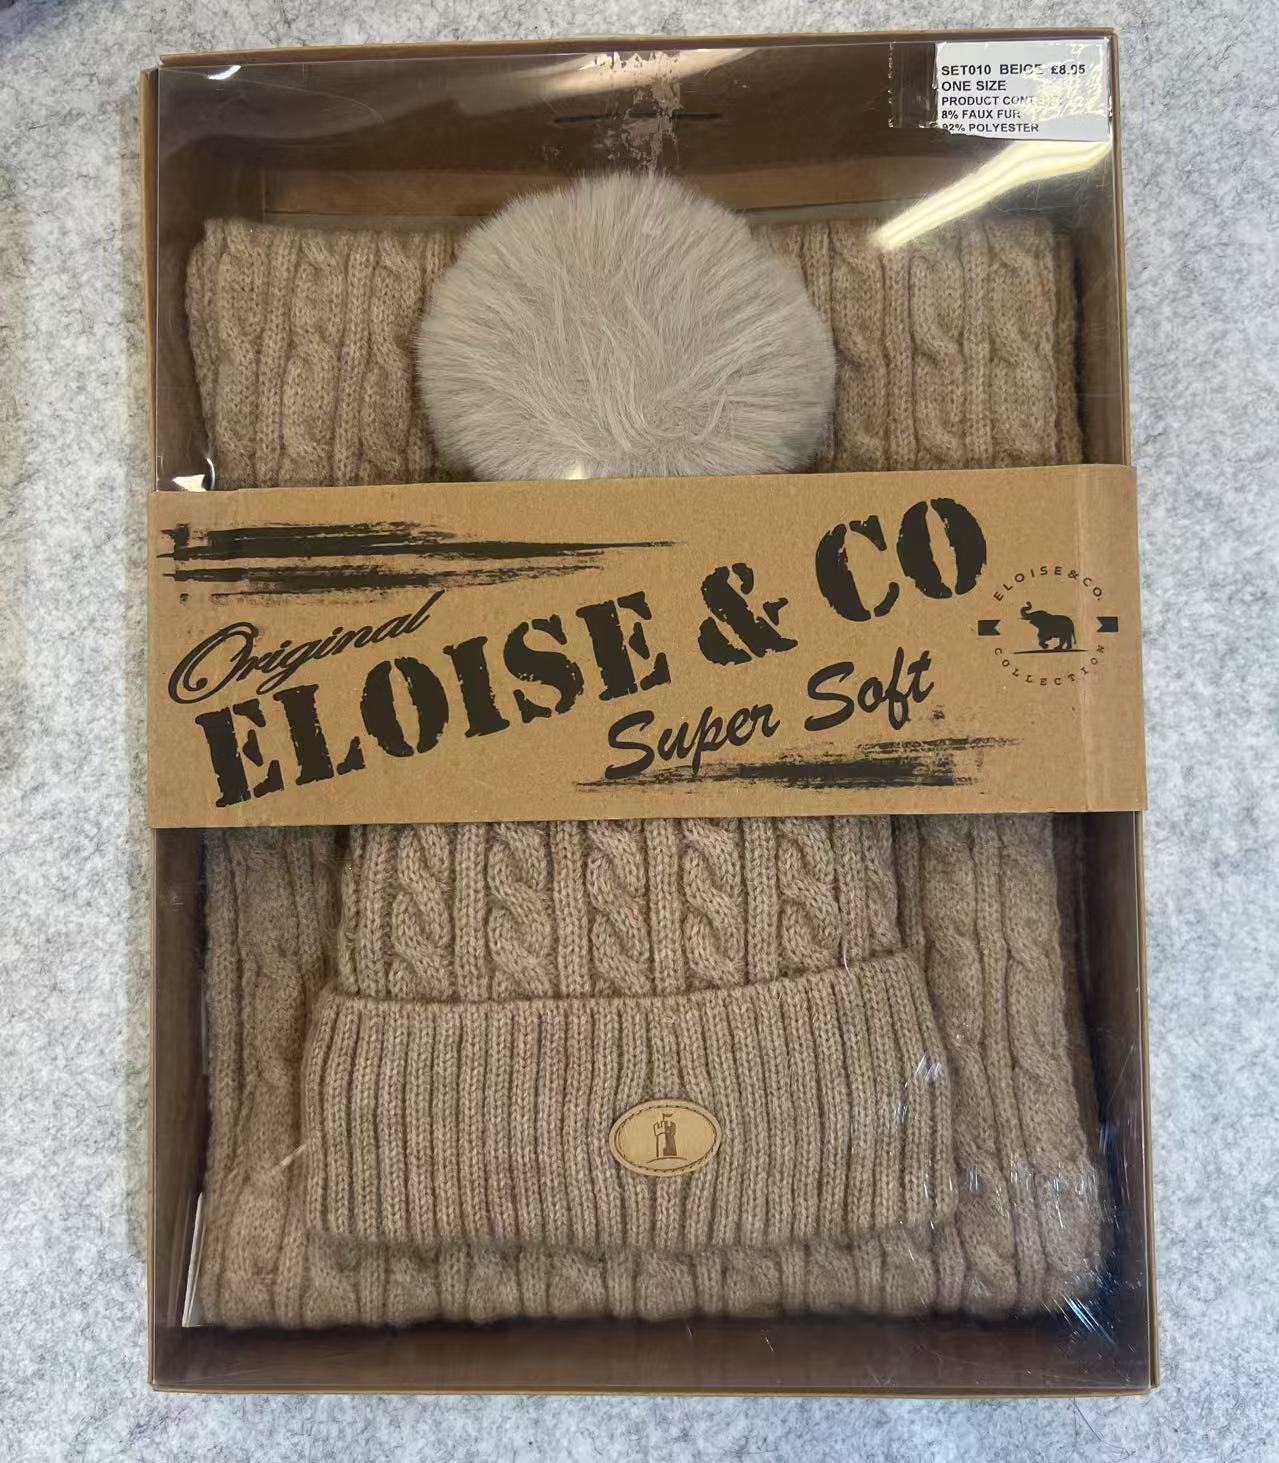 SET010 BEIGE £8.95
ONE SIZE
PRODUCT
8% FAUX FUR
92% POLYESTER
Original
ELOISE & CO
Super Soft
ELOISE & CO.
COLLECTION